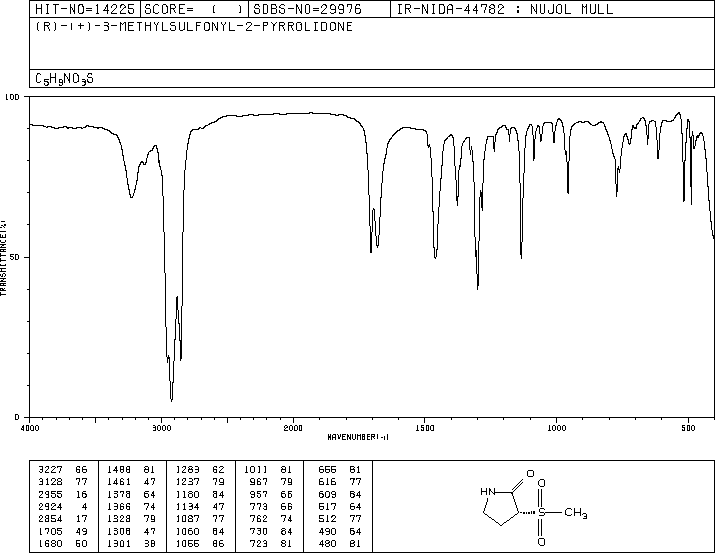 HIT-NO=14225 SCORE= ( ) SDBS-NO=29976 IR-NIDA-44782 : NUJOL MULL
(R)-(+)-3-METHYLSULFONYL-2-PYRROLIDONE
C5H9NO3S
100
50
0
TRANSMITTANCE(%)
4000 3000 2000 1500 1000 500
WAVENUMBER(-1)
3227 66 1488 81 1283 62 1011 81 655 81
3128 77 1461 47 1237 79 967 79 616 77
2955 16 1378 64 1180 84 957 66 609 84
2924 4 1366 74 1134 47 773 66 517 64
2854 17 1328 79 1087 77 762 74 512 77
1705 49 1308 47 1060 84 730 84 490 64
1680 50 1301 38 1055 86 723 81 480 81
O
O
HN
S
CH3
O